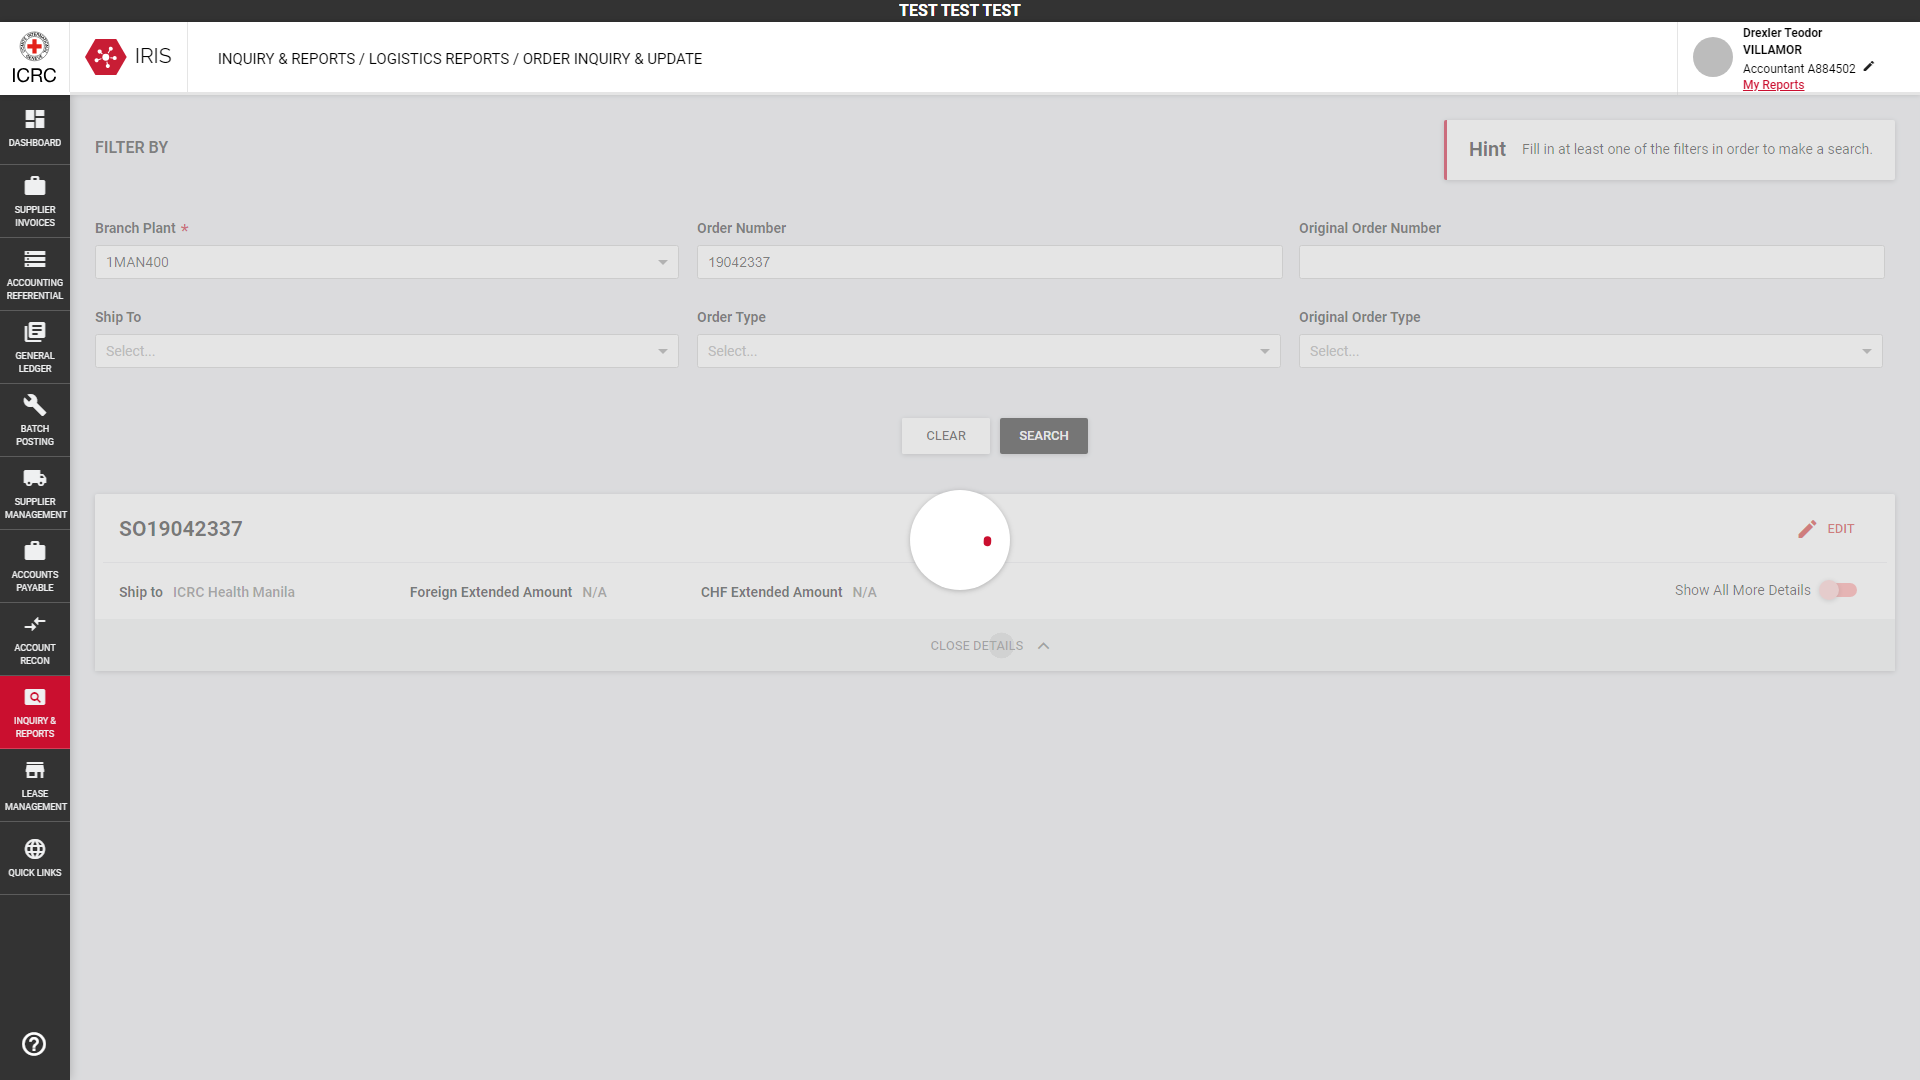 TEST TEST TEST
ICRC
IRIS
INQUIRY & REPORTS / LOGISTICS REPORTS / ORDER INQUIRY & UPDATE
Drexler Teodor
VILLAMOR
Accountant A884502
My Reports
DASHBOARD
SUPPLIER
INVOICES
ACCOUNTING
REFERENTIAL
GENERAL
LEDGER
BATCH
POSTING
SUPPLIER
MANAGEMENT
ACCOUNTS
PAYABLE
ACCOUNT
RECON
INQUIRY &
REPORTS
LEASE
MANAGEMENT
QUICK LINKS
FILTER BY
Hint Fill in at least one of the filters in order to make a search.
Branch Plant * Order Number Original Order Number
1MAN400 19042337
Ship To Order Type Original Order Type
Select... Select... Select...
CLEAR SEARCH
SO19042337 EDIT
Ship to ICRC Health Manila Foreign Extended Amount N/A CHF Extended Amount N/A Show All More Details
CLOSE DETAILS